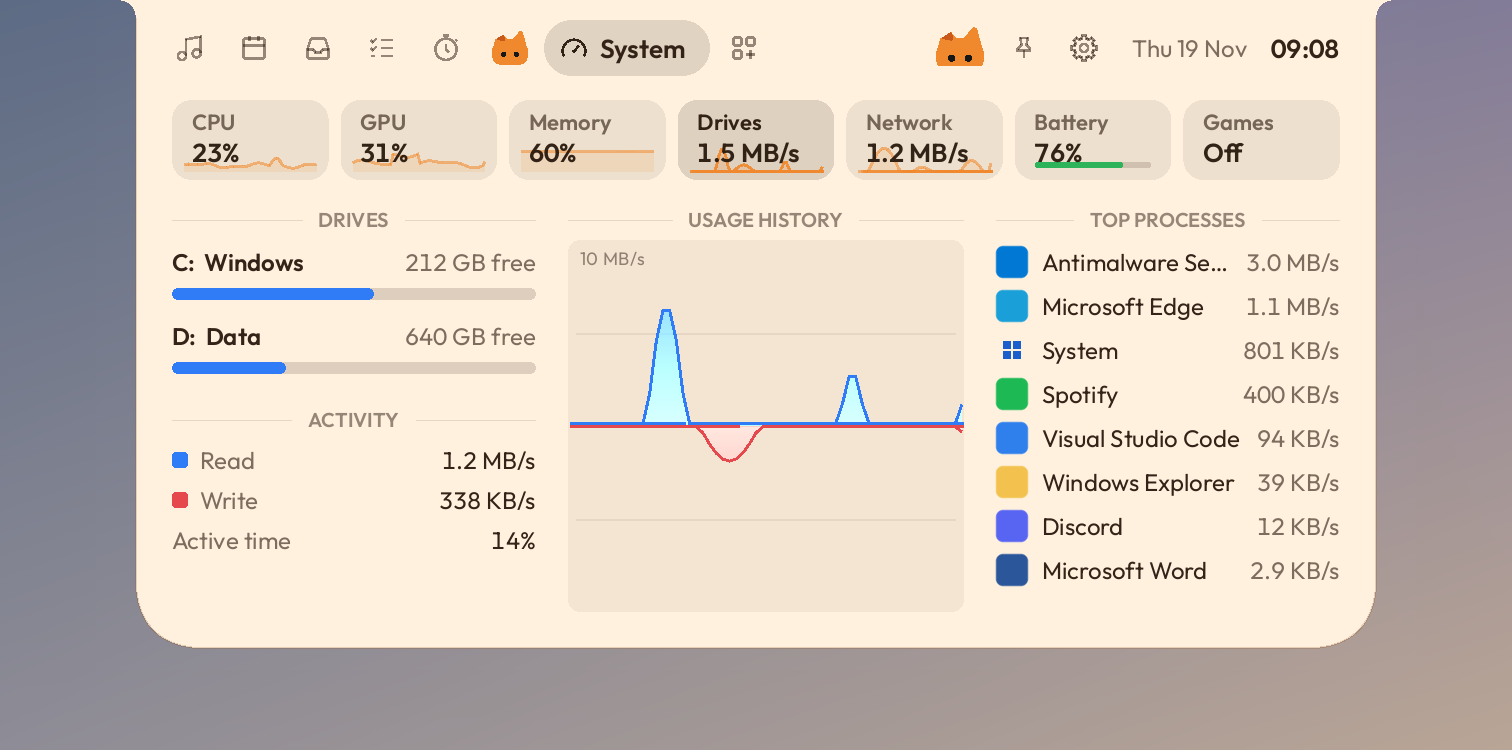 System
Thu 19 Nov 09:08
CPU
23%
GPU
31%
Memory
60%
Drives
1.5 MB/s
Network
1.2 MB/s
Battery
76%
Games
Off
DRIVES
C: Windows 212 GB free
D: Data 640 GB free
ACTIVITY
Read 1.2 MB/s
Write 338 KB/s
Active time 14%
USAGE HISTORY
10 MB/s
TOP PROCESSES
Antimalware Se... 3.0 MB/s
Microsoft Edge 1.1 MB/s
System 801 KB/s
Spotify 400 KB/s
Visual Studio Code 94 KB/s
Windows Explorer 39 KB/s
Discord 12 KB/s
Microsoft Word 2.9 KB/s